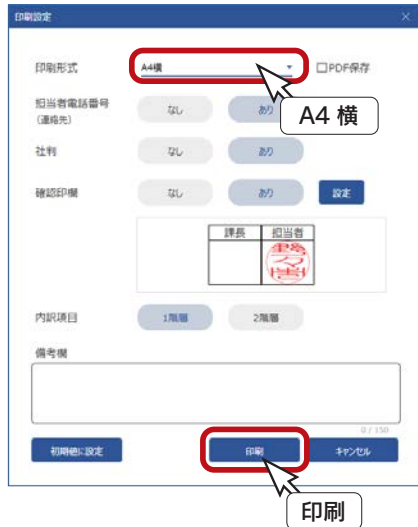 印刷設定 ×
印刷形式 A4横 PDF保存
A4 横
担当者電話番号 なし あり
(連絡先)
社判 なし あり
確認印欄 なし あり 設定
課長 担当者
内訳項目 1階層 2階層
備考欄
0 / 150
初期値に設定 印刷 キャンセル
印刷